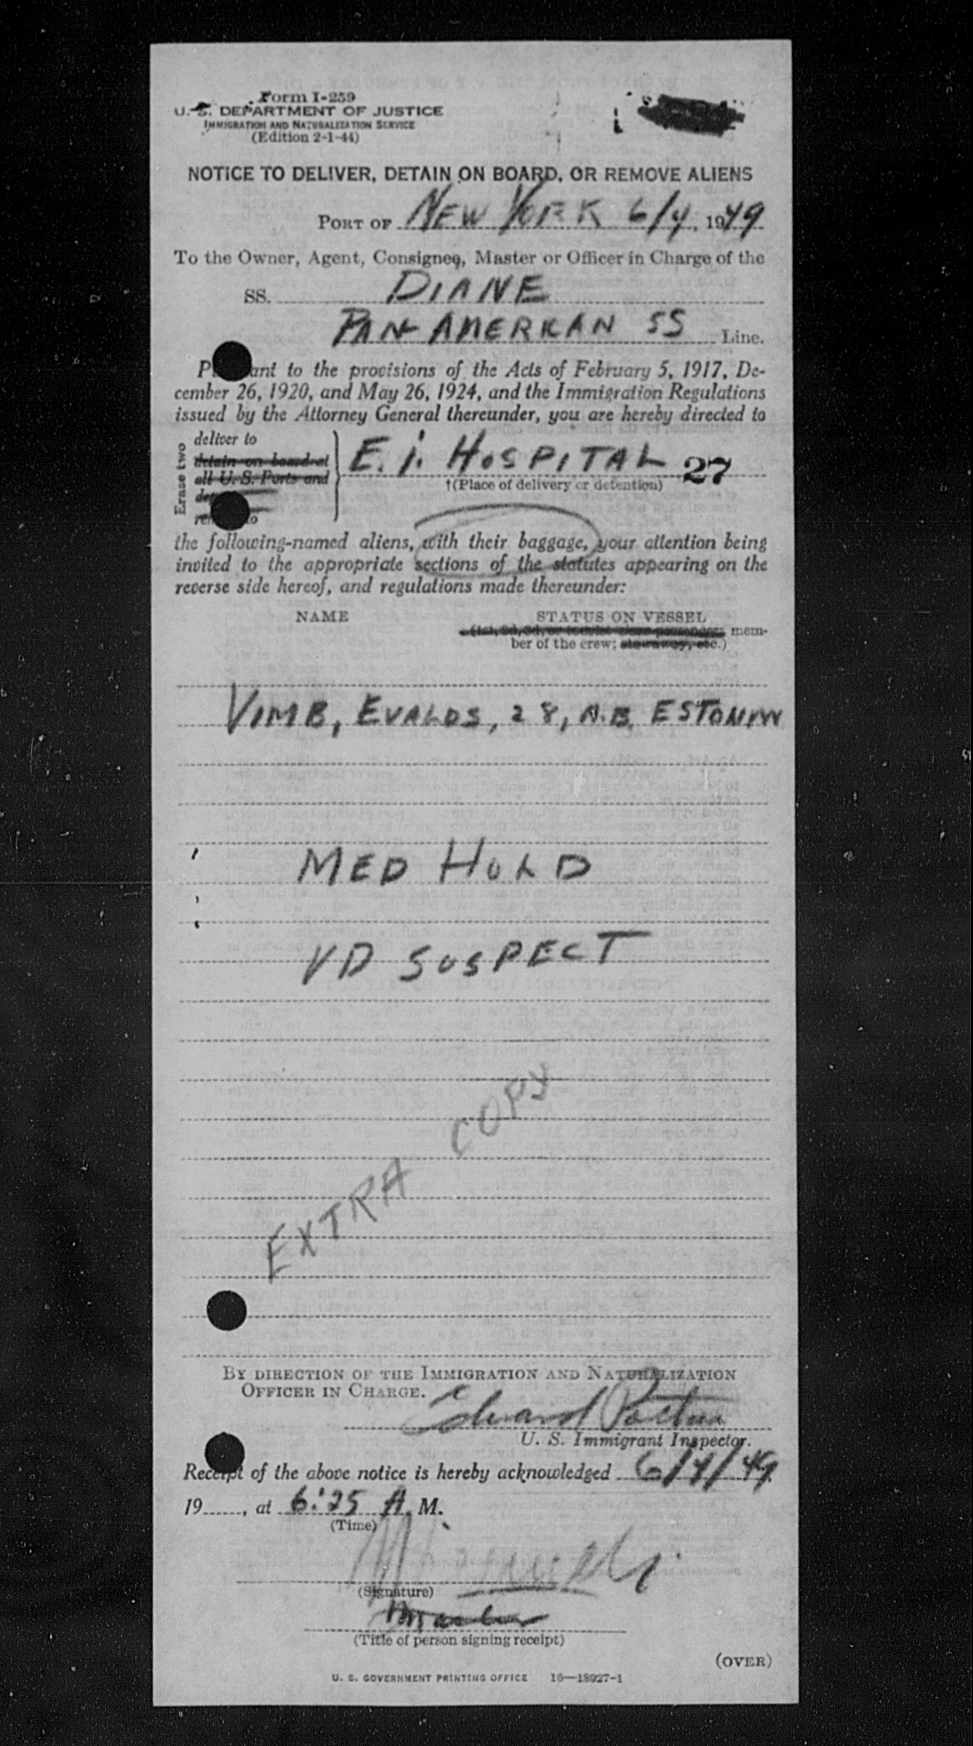 Form I-259
U. S. DEPARTMENT OF JUSTICE
IMMIGRATION AND NATURALIZATION SERVICE
(Edition 2-1-44)
NOTICE TO DELIVER, DETAIN ON BOARD, OR REMOVE ALIENS
PORT OF NEW YORK 6/4, 1949
To the Owner, Agent, Consignee, Master or Officer in Charge of the
SS. DIANE
PAN AMERICAN SS Line.
P ant to the provisions of the Acts of February 5, 1917, De-
cember 26, 1920, and May 26, 1924, and the Immigration Regulations
issued by the Attorney General thereunder, you are hereby directed to
Erase two
deliver to
detain on board at
all U. S. Ports and
E. I. HOSPITAL 27
†(Place of delivery or detention)
the following-named aliens, with their baggage, your attention being
invited to the appropriate sections of the statutes appearing on the
reverse side hereof, and regulations made thereunder:
NAME STATUS ON VESSEL
mem-
ber of the crew; stowaway, etc.)
VIMB, EVALDS, 28, A.B. ESTONIAN
MED HOLD
VD SUSPECT
EXTRA COPY
BY DIRECTION OF THE IMMIGRATION AND NATURALIZATION
OFFICER IN CHARGE.
Edward
U. S. Immigrant Inspector.
Receipt of the above notice is hereby acknowledged 6/4/49
19 , at 6:25 A. M.
(Time)
(Signature)
Master
(Title of person signing receipt)
(OVER)
U. S. GOVERNMENT PRINTING OFFICE 16—18927-1